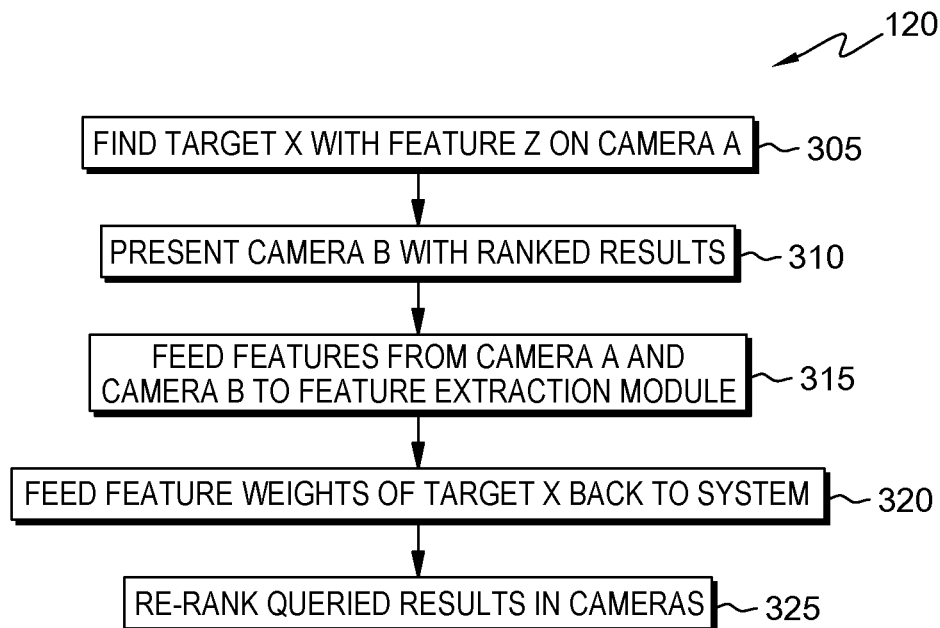 120
FIND TARGET X WITH FEATURE Z ON CAMERA A
305
PRESENT CAMERA B WITH RANKED RESULTS
310
FEED FEATURES FROM CAMERA A AND
CAMERA B TO FEATURE EXTRACTION MODULE
315
FEED FEATURE WEIGHTS OF TARGET X BACK TO SYSTEM
320
RE-RANK QUERIED RESULTS IN CAMERAS
325